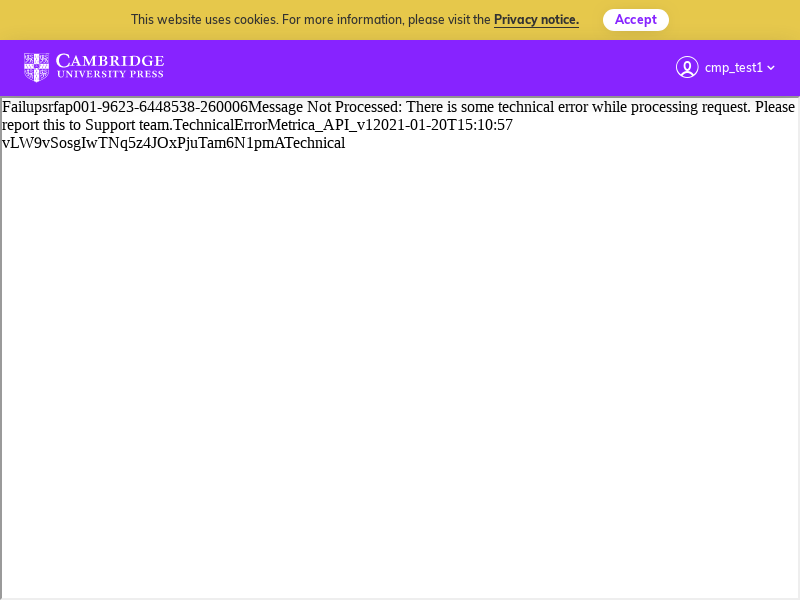 This website uses cookies. For more information, please visit the Privacy notice. Accept
CAMBRIDGE
UNIVERSITY PRESS
cmp_test1
Failupsrfap001-9623-6448538-260006Message Not Processed: There is some technical error while processing request. Please
report this to Support team.TechnicalErrorMetrica_API_v12021-01-20T15:10:57
vLW9vSosgIwTNq5z4JOxPjuTam6N1pmATechnical